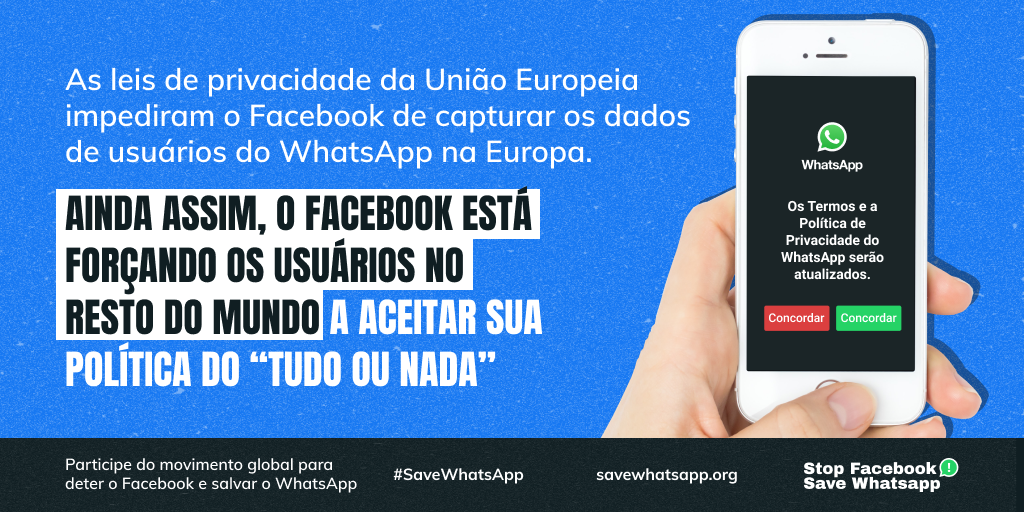 As leis de privacidade da União Europeia
impediram o Facebook de capturar os dados
de usuários do WhatsApp na Europa.
AINDA ASSIM, O FACEBOOK ESTÁ
FORÇANDO OS USUÁRIOS NO
RESTO DO MUNDO A ACEITAR SUA
POLÍTICA DO “TUDO OU NADA”
WhatsApp
Os Termos e a
Política de
Privacidade do
WhatsApp serão
atualizados.
Concordar Concordar
Participe do movimento global para
deter o Facebook e salvar o WhatsApp
#SaveWhatsApp
savewhatsapp.org
Stop Facebook
Save Whatsapp